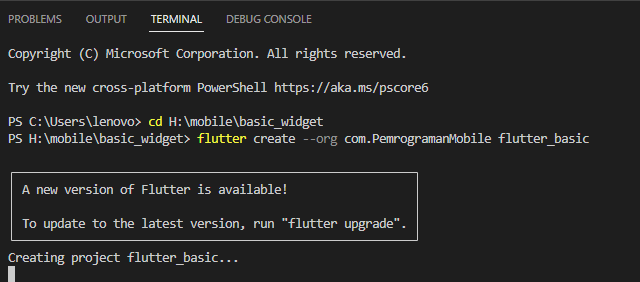 PROBLEMS OUTPUT TERMINAL DEBUG CONSOLE
Copyright (C) Microsoft Corporation. All rights reserved.
Try the new cross-platform PowerShell https://aka.ms/pscore6
PS C:\Users\lenovo> cd H:\mobile\basic_widget
PS H:\mobile\basic_widget> flutter create --org com.PemrogramanMobile flutter_basic
A new version of Flutter is available!
To update to the latest version, run "flutter upgrade".
Creating project flutter_basic...